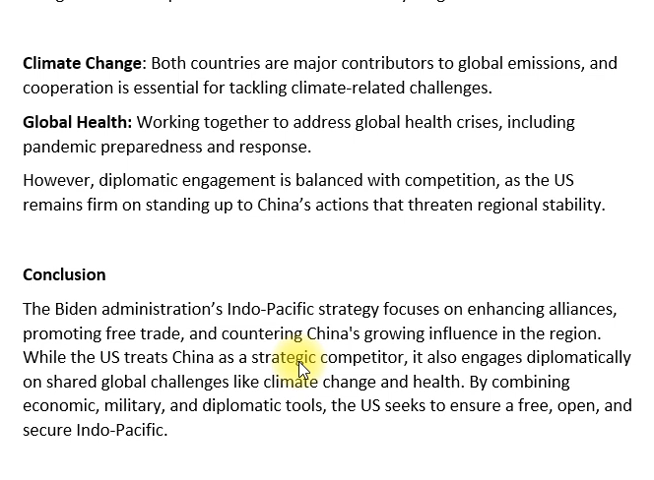 Climate Change: Both countries are major contributors to global emissions, and
cooperation is essential for tackling climate-related challenges.
Global Health: Working together to address global health crises, including
pandemic preparedness and response.
However, diplomatic engagement is balanced with competition, as the US
remains firm on standing up to China’s actions that threaten regional stability.
Conclusion
The Biden administration’s Indo-Pacific strategy focuses on enhancing alliances,
promoting free trade, and countering China's growing influence in the region.
While the US treats China as a strategic competitor, it also engages diplomatically
on shared global challenges like climate change and health. By combining
economic, military, and diplomatic tools, the US seeks to ensure a free, open, and
secure Indo-Pacific.